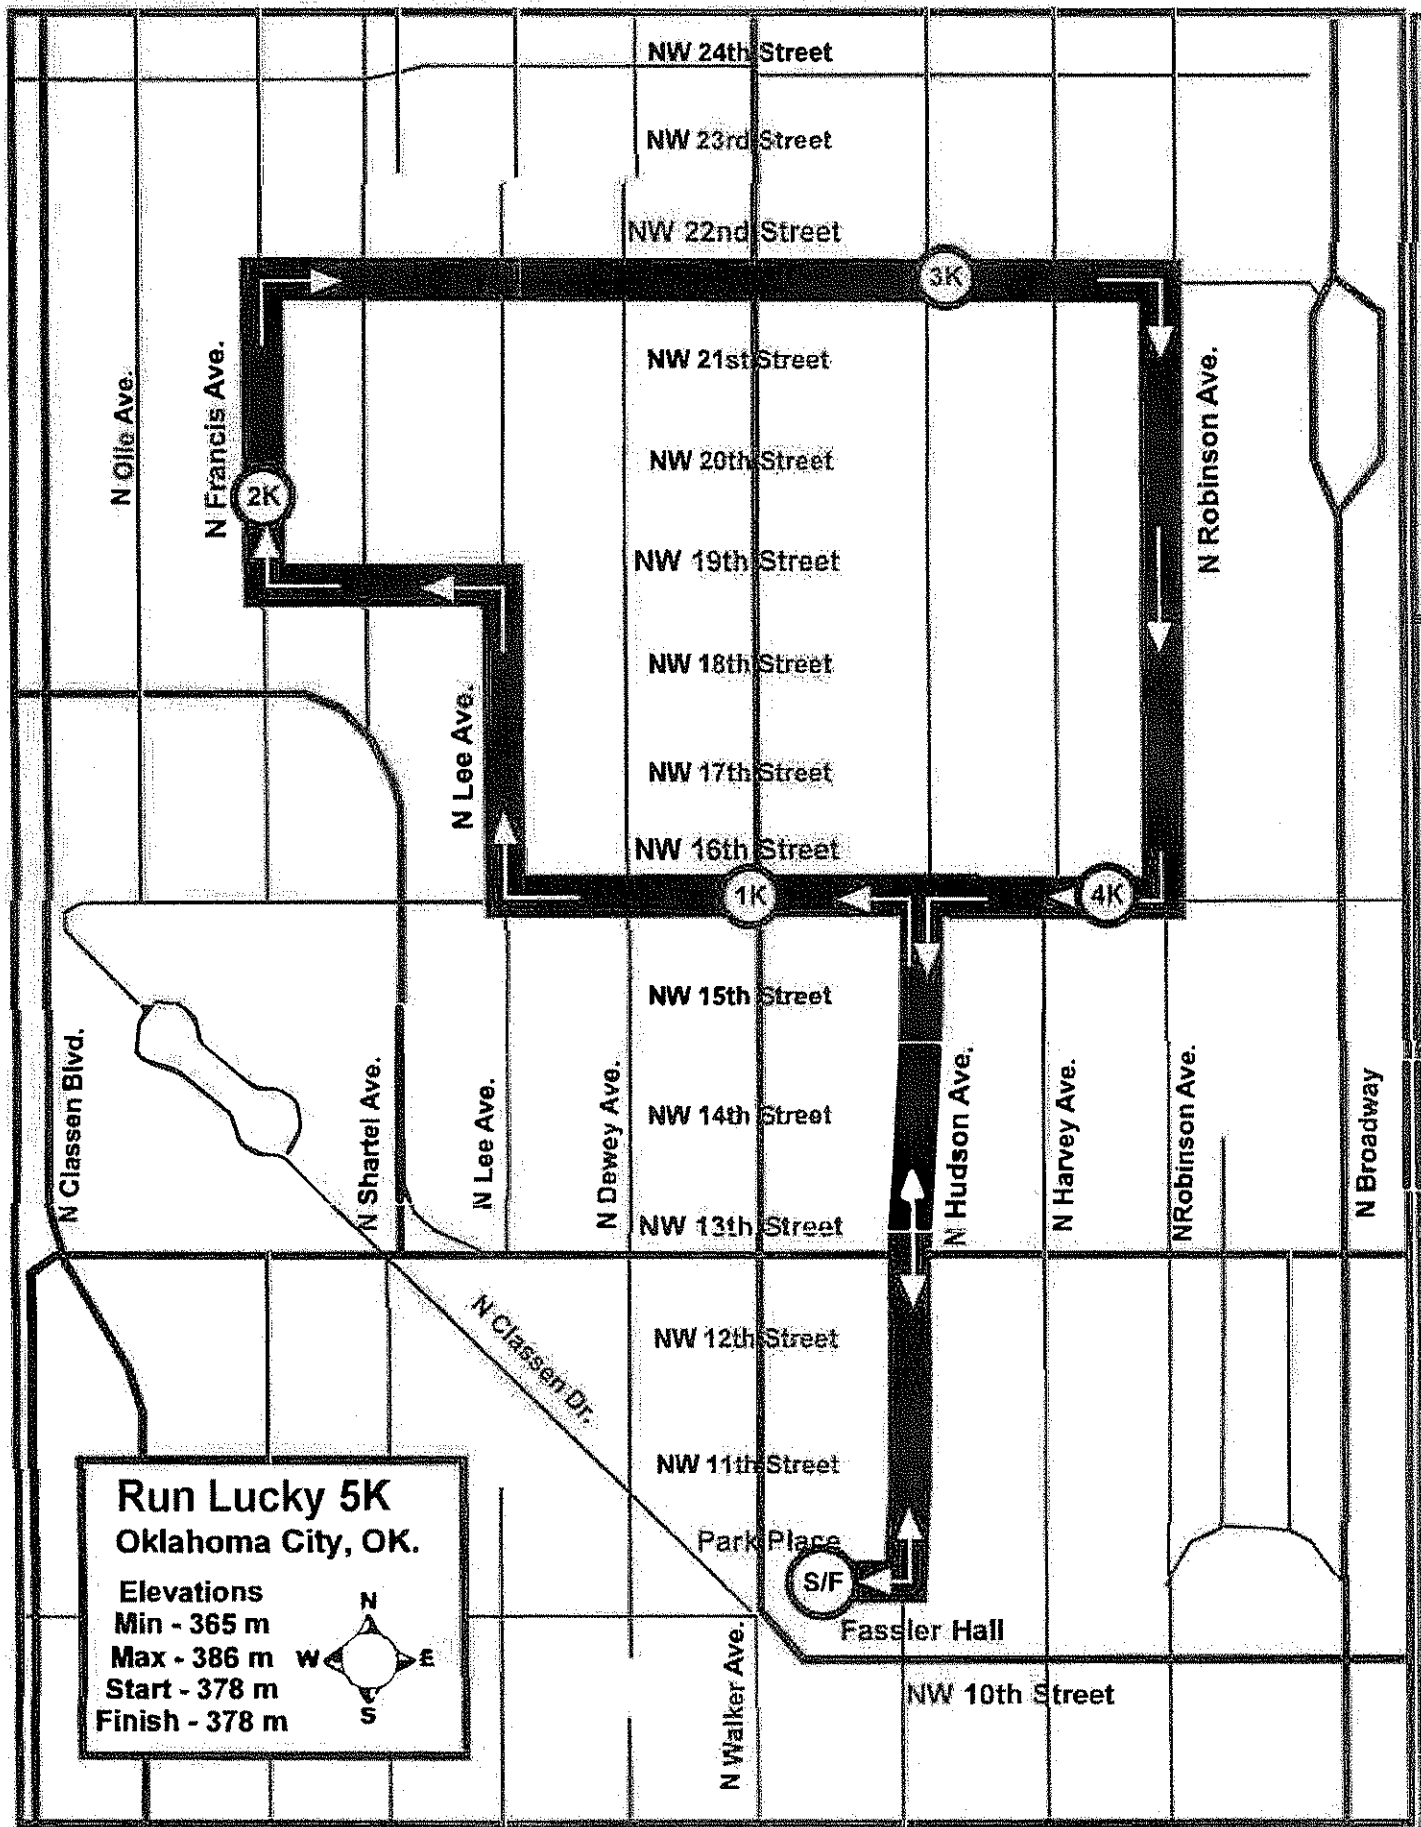 NW 24th Street
NW 23rd Street
NW 22nd Street
3K
NW 21st Street
N Ollie Ave.
N Francis Ave.
N Robinson Ave.
NW 20th Street
2K
NW 19th Street
NW 18th Street
N Lee Ave.
NW 17th Street
NW 16th Street
1K
4K
NW 15th Street
N Classen Blvd.
N Shartel Ave.
N Lee Ave.
N Dewey Ave.
NW 14th Street
N Hudson Ave.
N Harvey Ave.
NRobinson Ave.
N Broadway
NW 13th Street
N Classen Dr.
NW 12th Street
NW 11th Street
Park Place
S/F
Fassler Hall
N Walker Ave.
NW 10th Street
Run Lucky 5K
Oklahoma City, OK.
Elevations
Min - 365 m
Max - 386 m
Start - 378 m
Finish - 378 m
N
W E
S